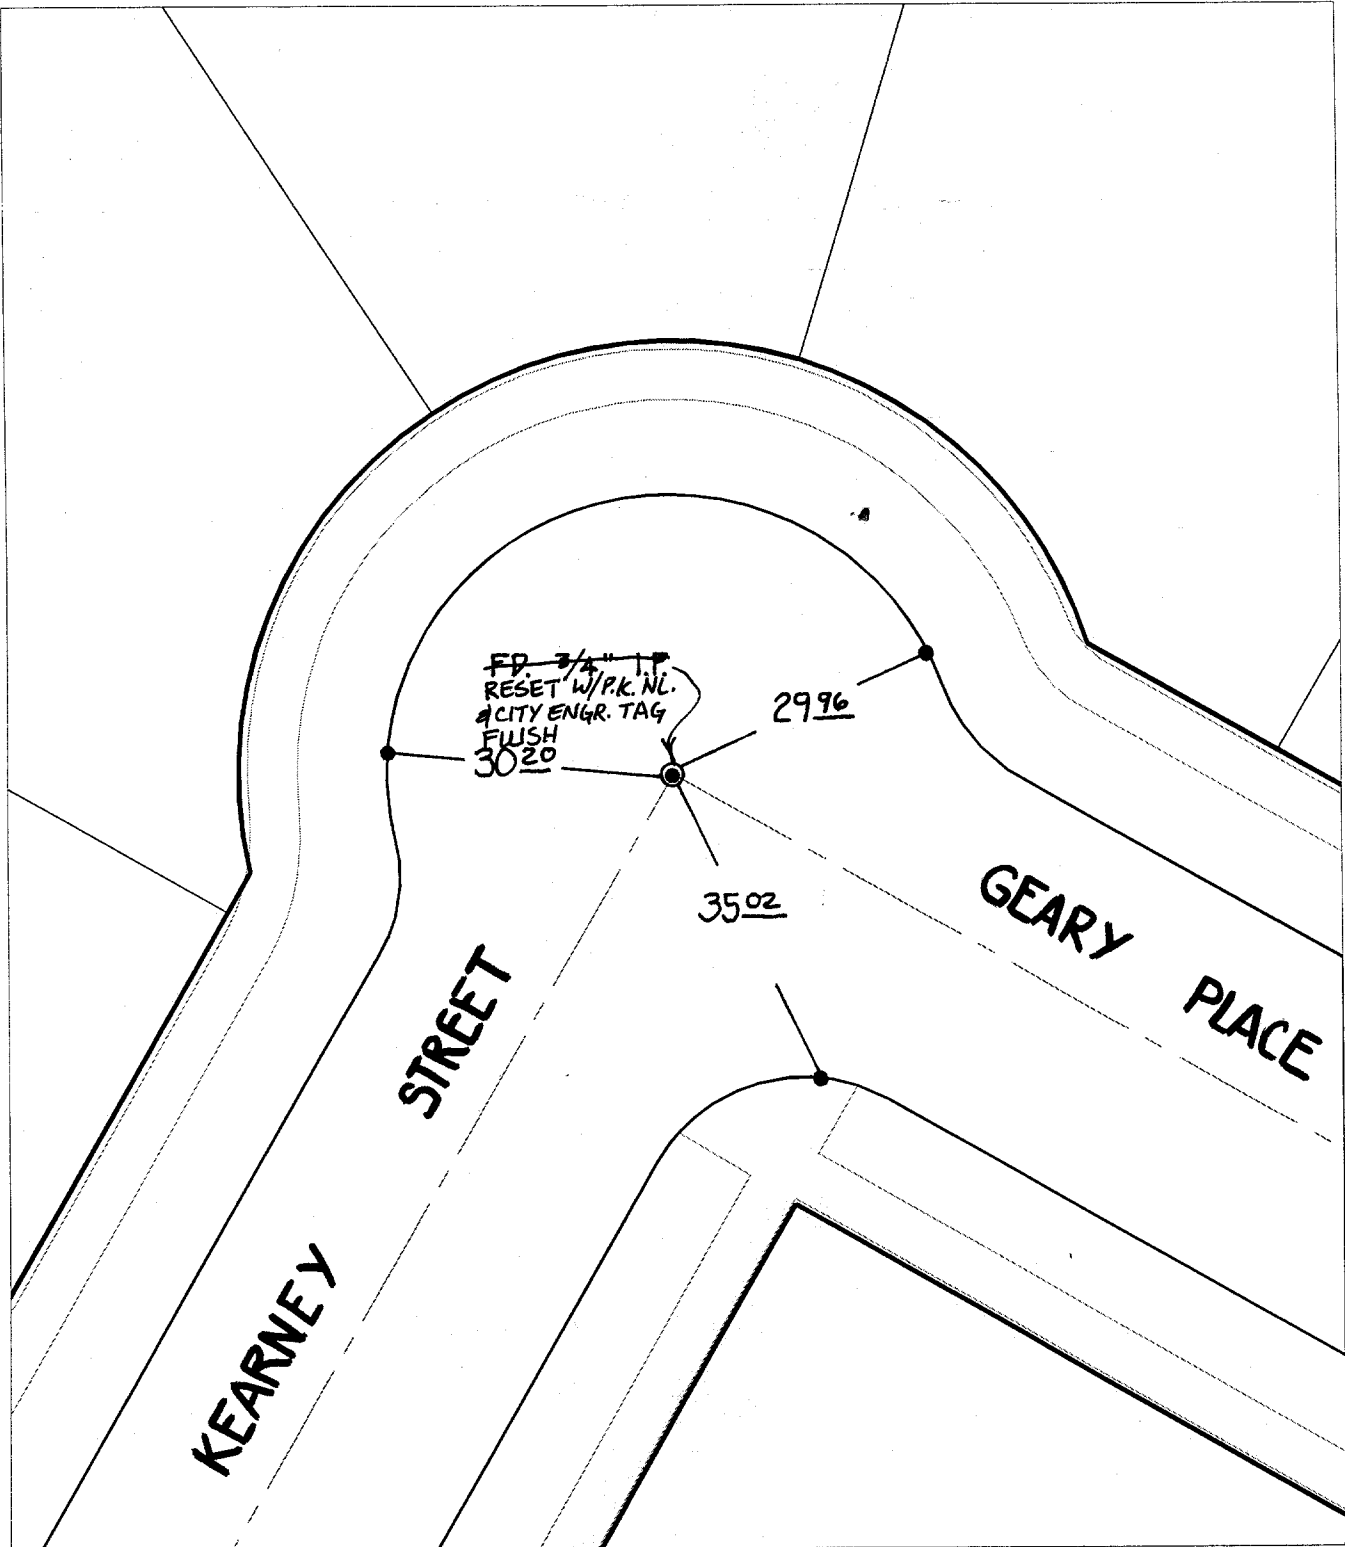 FD. 3/4" I.P.
RESET W/P.K. NL.
& CITY ENGR. TAG
FLUSH
30 20
29 96
35 02
GEARY PLACE
KEARNEY STREET